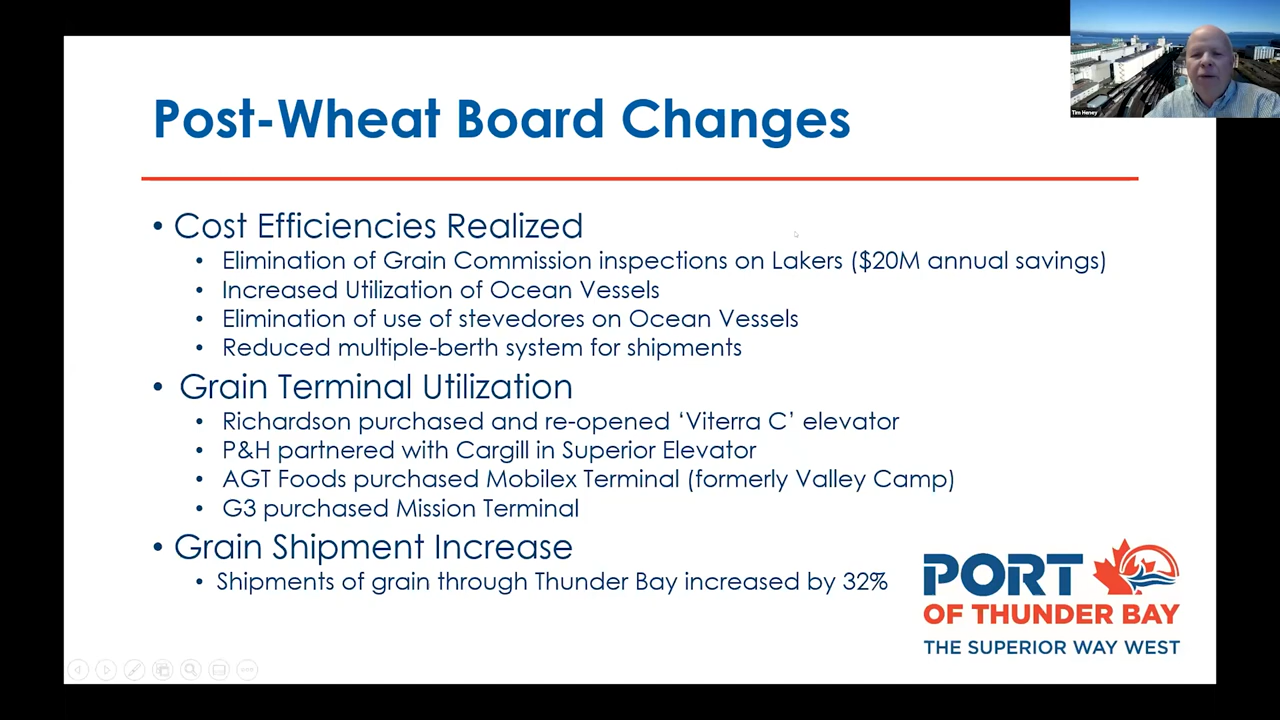 Post-Wheat Board Changes
Tim Heney
• Cost Efficiencies Realized
• Elimination of Grain Commission inspections on Lakers ($20M annual savings)
• Increased Utilization of Ocean Vessels
• Elimination of use of stevedores on Ocean Vessels
• Reduced multiple-berth system for shipments
• Grain Terminal Utilization
• Richardson purchased and re-opened ‘Viterra C’ elevator
• P&H partnered with Cargill in Superior Elevator
• AGT Foods purchased Mobilex Terminal (formerly Valley Camp)
• G3 purchased Mission Terminal
• Grain Shipment Increase
• Shipments of grain through Thunder Bay increased by 32%
PORT
OF THUNDER BAY
THE SUPERIOR WAY WEST